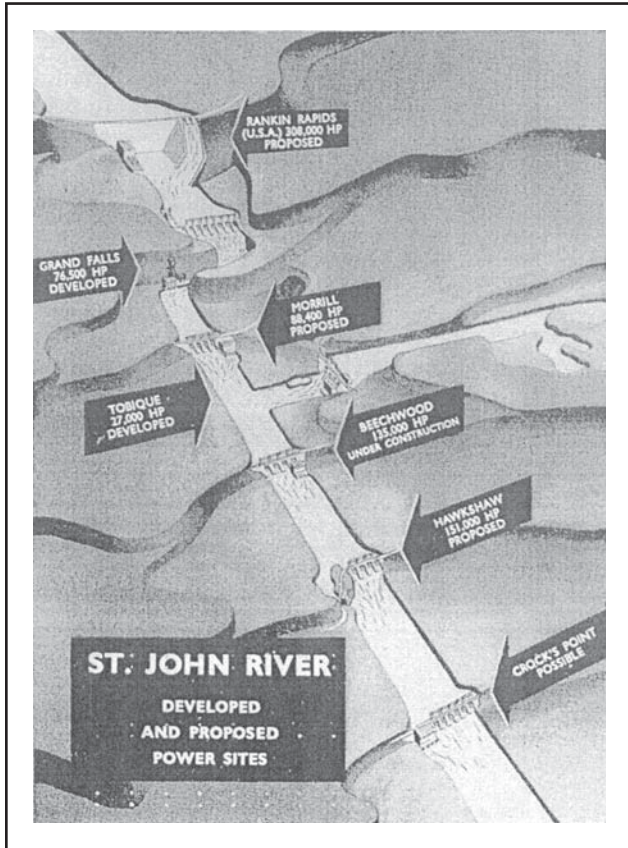 RANKIN RAPIDS
(U.S.A.) 308,000 HP
PROPOSED
GRAND FALLS
76,500 HP
DEVELOPED
MORRILL
88,400 HP
PROPOSED
TOBIQUE
27,000 HP
DEVELOPED
BEECHWOOD
135,000 HP
UNDER CONSTRUCTION
HAWKSHAW
151,000 HP
PROPOSED
CROCK'S POINT
POSSIBLE
ST. JOHN RIVER
DEVELOPED
AND PROPOSED
POWER SITES